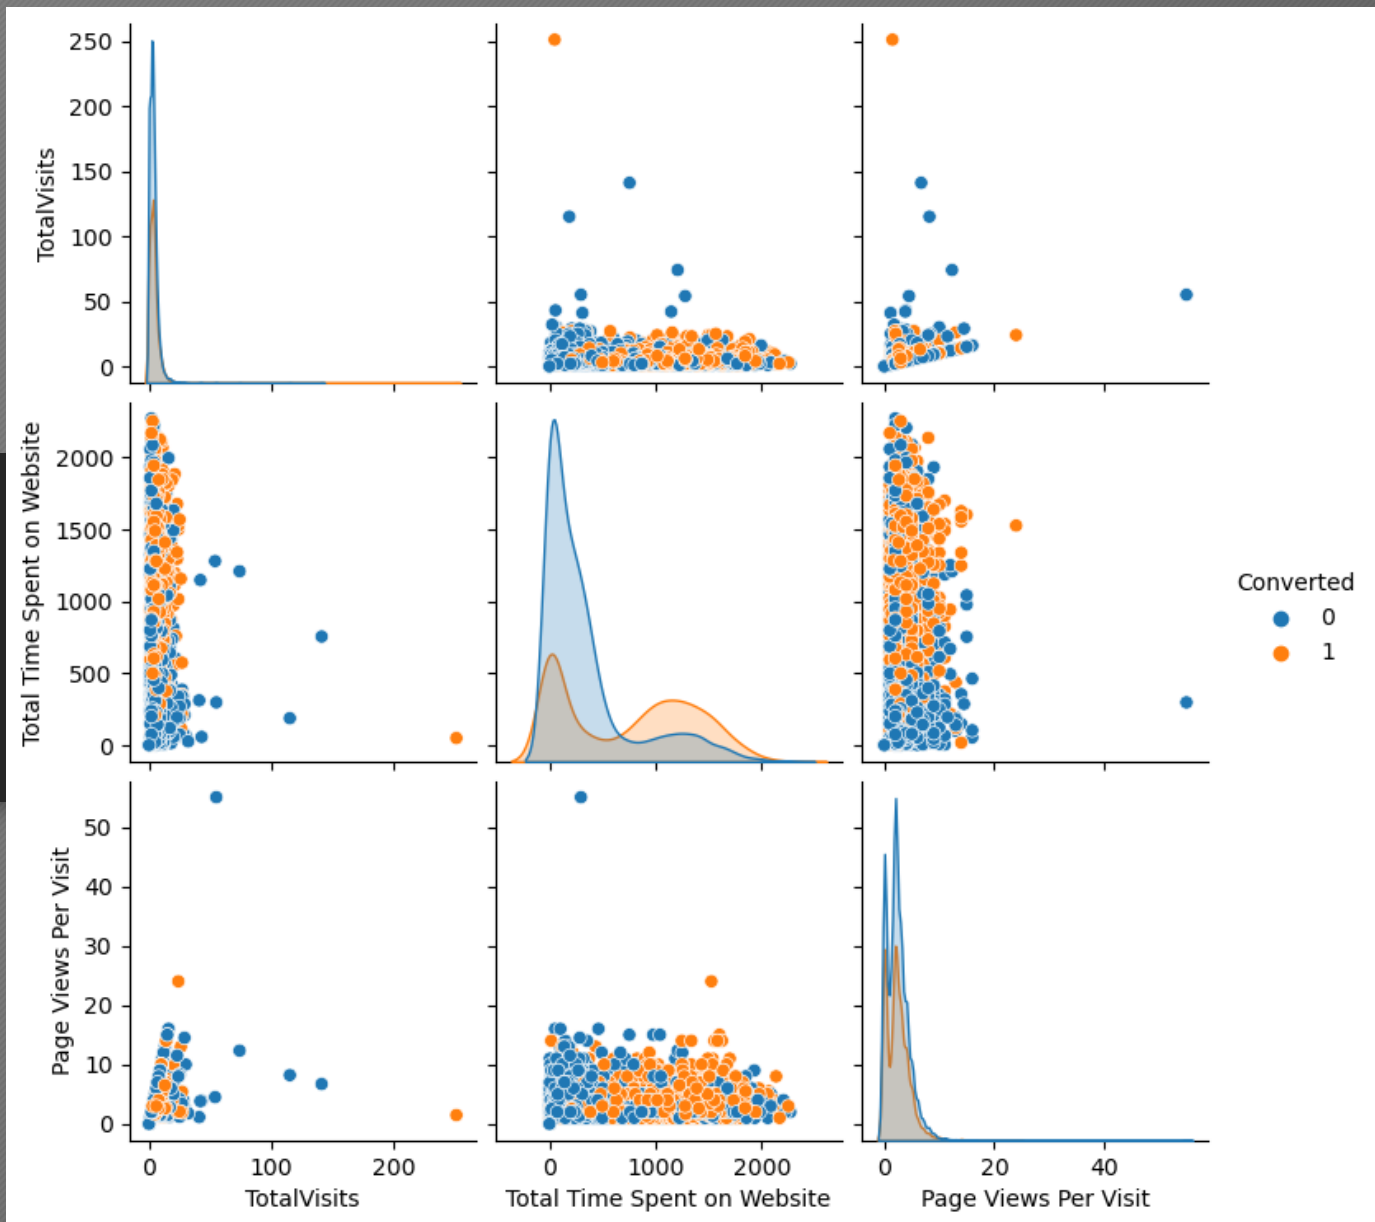 250
200
150
100
50
0
TotalVisits
2000
1500
1000
500
0
Total Time Spent on Website
Converted
0
1
50
40
30
20
10
0
Page Views Per Visit
0 100 200
TotalVisits
0 1000 2000
Total Time Spent on Website
0 20 40
Page Views Per Visit